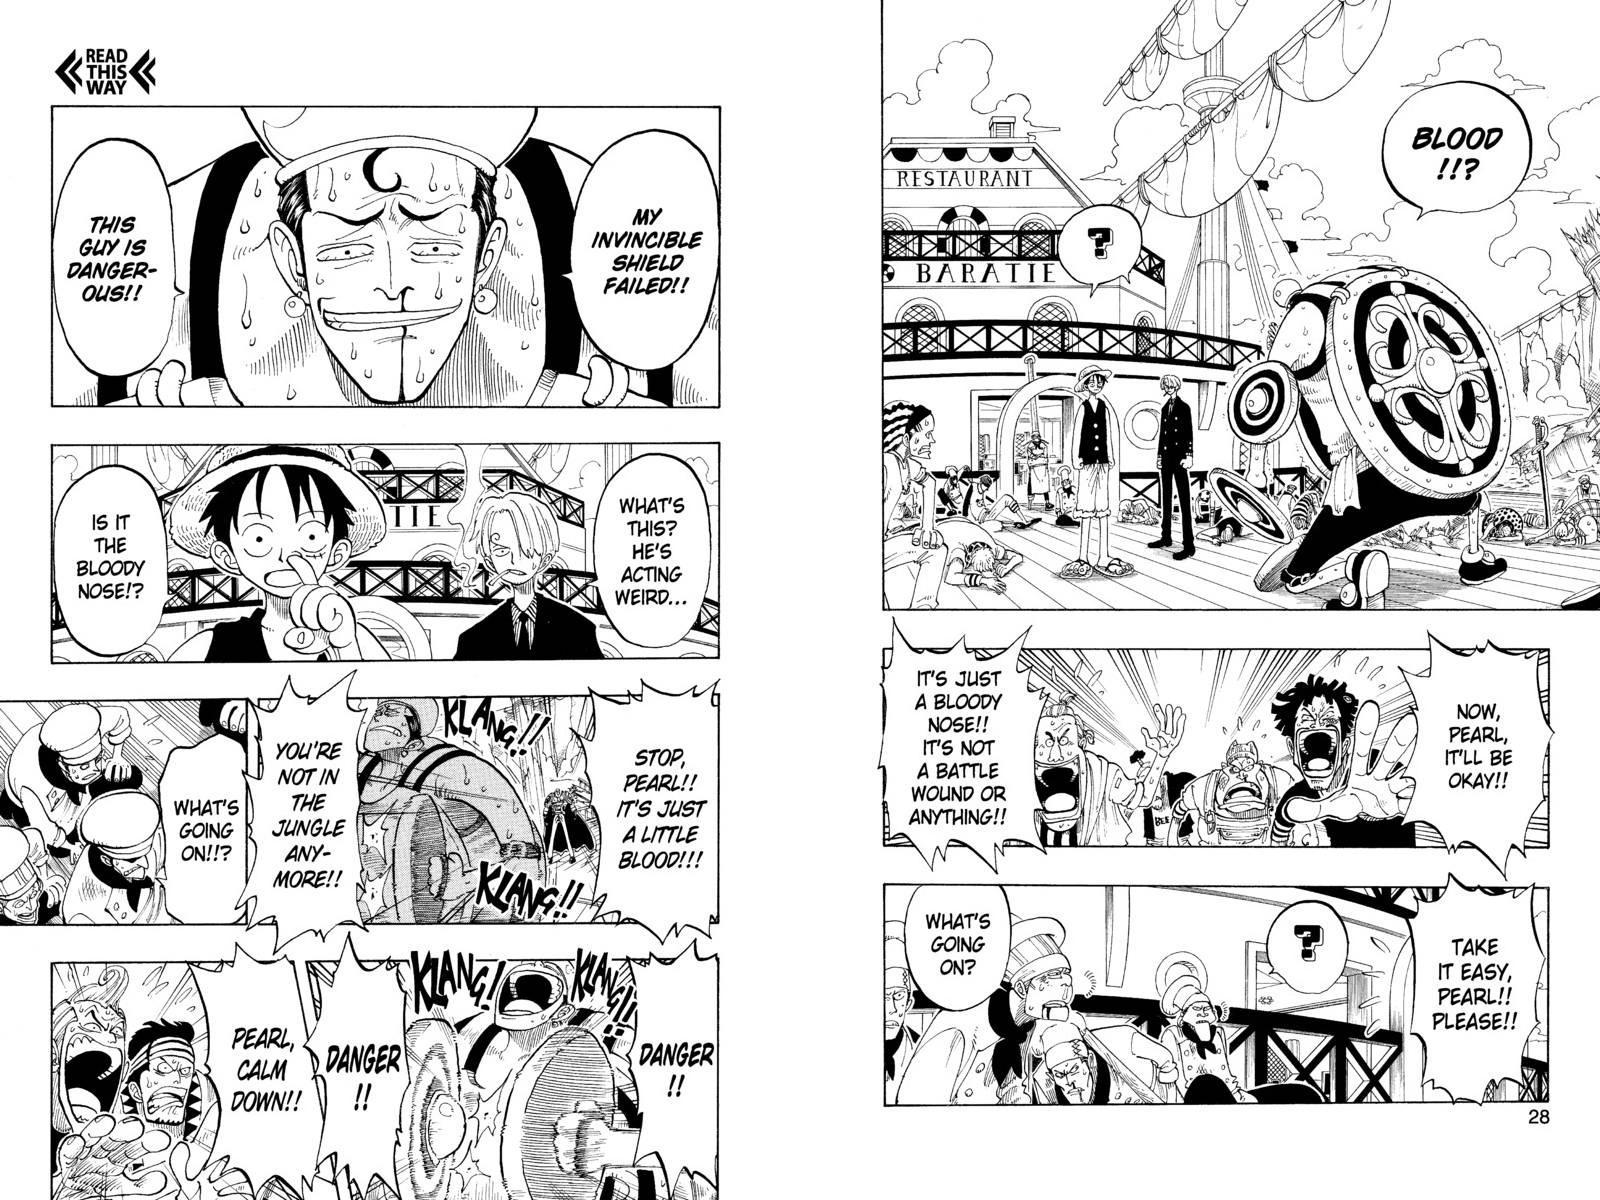 BLOOD
!!?
?
RESTAURANT
BARATIE
NOW,
PEARL,
IT'LL BE
OKAY!!
IT'S JUST
A BLOODY
NOSE!!
IT'S NOT
A BATTLE
WOUND OR
ANYTHING!!
BEE
TAKE
IT EASY,
PEARL!!
PLEASE!!
?
WHAT'S
GOING
ON?
28
READ
THIS
WAY
MY
INVINCIBLE
SHIELD
FAILED!!
THIS
GUY IS
DANGER-
OUS!!
WHAT'S
THIS?
HE'S
ACTING
WEIRD...
TIE
IS IT
THE
BLOODY
NOSE!?
STOP,
PEARL!!
IT'S JUST
A LITTLE
BLOOD!!!
KLANG!!
KLANG!!
YOU'RE
NOT IN
THE
JUNGLE
ANY-
MORE!!
WHAT'S
GOING
ON!!?
DANGER
!!
KLANG!!
KLANG!
DANGER
!!
PEARL,
CALM
DOWN!!